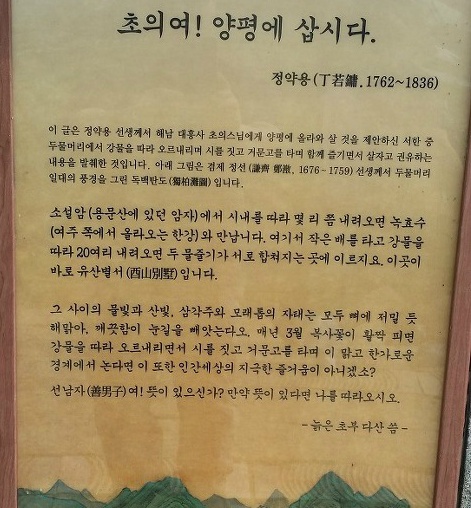 초의여! 양평에 삽시다.
정약용(丁若鏞.1762~1836)
이 글은 정약용 선생께서 해남 대흥사 초의스님에게 양평에 올라와 살 것을 제안하신 서한 중
두물머리에서 강물을 따라 오르내리며 시를 짓고 거문고를 타며 함께 즐기면서 살자고 권유하는
내용을 발췌한 것입니다. 아래 그림은 겸제 정선(謙齊 鄭敾. 1676 - 1759) 선생께서 두물머리
일대의 풍경을 그린 독백탄도(獨栢灘圖)입니다.
소설암(용문산에 있던 암자)에서 시내를 따라 몇 리 쯤 내려오면 녹효수
(여주 쪽에서 올라오는 한강)와 만납니다. 여기서 작은 배를 타고 강물을
따라 20여리 내려오면 두 물줄기가 서로 합쳐지는 곳에 이르지요. 이곳이
바로 유산별서(酉山別墅)입니다.
그 사이의 물빛과 산빛, 삼각주와 모래톱의 자태는 모두 뼈에 저밀 듯
해맑아, 깨끗함이 눈길을 빼앗는다오. 매년 3월 복사꽃이 활짝 피면
강물을 따라 오르내리면서 시를 짓고 거문고를 타며 이 맑고 한가로운
경계에서 논다면 이 또한 인간세상의 지극한 즐거움이 아니겠소?
선남자(善男子)여! 뜻이 있으신가? 만약 뜻이 있다면 나를 따라오시오.
- 늙은 초부 다산 씀 -